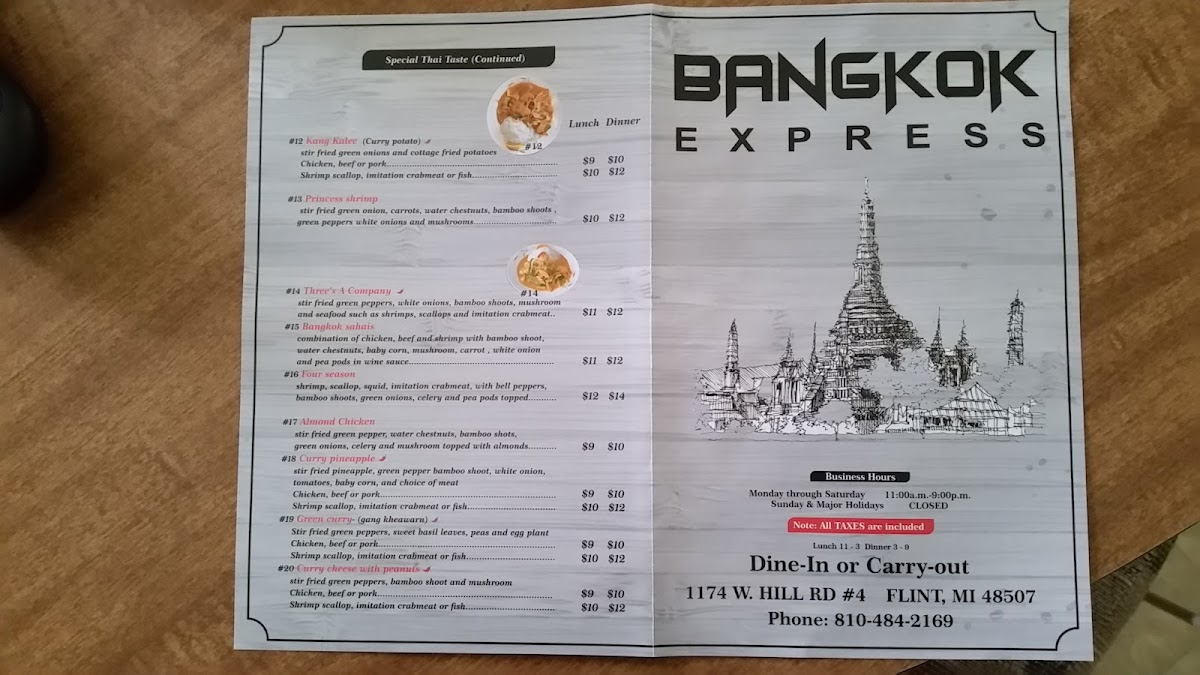 Special Thai Taste (Continued)
#12
Lunch Dinner
#12 Kang Kalee (Curry potato)
stir fried green onions and cottage fried potatoes
Chicken, beef or pork........ $9 $10
Shrimp scallop, imitation crabmeat or fish........ $10 $12
#13 Princess shrimp
stir fried green onion, carrots, water chestnuts, bamboo shoots ,
green peppers white onions and mushrooms........ $10 $12
#14
#14 Three's A Company
stir fried green peppers, white onions, bamboo shoots, mushroom
and seafood such as shrimps, scallops and imitation crabmeat.. $11 $12
#15 Bangkok sahais
combination of chicken, beef and shrimp with bamboo shoot,
water chestnuts, baby corn, mushroom, carrot , white onion
and pea pods in wine sauce........ $11 $12
#16 Four season
shrimp, scallop, squid, imitation crabmeat, with bell peppers,
bamboo shoots, green onions, celery and pea pods topped........ $12 $14
#17 Almond Chicken
stir fried green pepper, water chestnuts, bamboo shots,
green onions, celery and mushroom topped with almonds........ $9 $10
#18 Curry pineapple
stir fried pineapple, green pepper bamboo shoot, white onion,
tomatoes, baby corn, and choice of meat
Chicken, beef or pork........ $9 $10
Shrimp scallop, imitation crabmeat or fish........ $10 $12
#19 Green curry- (gang kheawarn)
Stir fried green peppers, sweet basil leaves, peas and egg plant
Chicken, beef or pork........ $9 $10
Shrimp scallop, imitation crabmeat or fish........ $10 $12
#20 Curry cheese with peanuts
stir fried green peppers, bamboo shoot and mushroom
Chicken, beef or pork........ $9 $10
Shrimp scallop, imitation crabmeat or fish........ $10 $12
BANGKOK
EXPRESS
Business Hours
Monday through Saturday 11:00a.m.-9:00p.m.
Sunday & Major Holidays CLOSED
Note: All TAXES are included
Lunch 11 - 3 Dinner 3 - 9
Dine-In or Carry-out
1174 W. HILL RD #4 FLINT, MI 48507
Phone: 810-484-2169